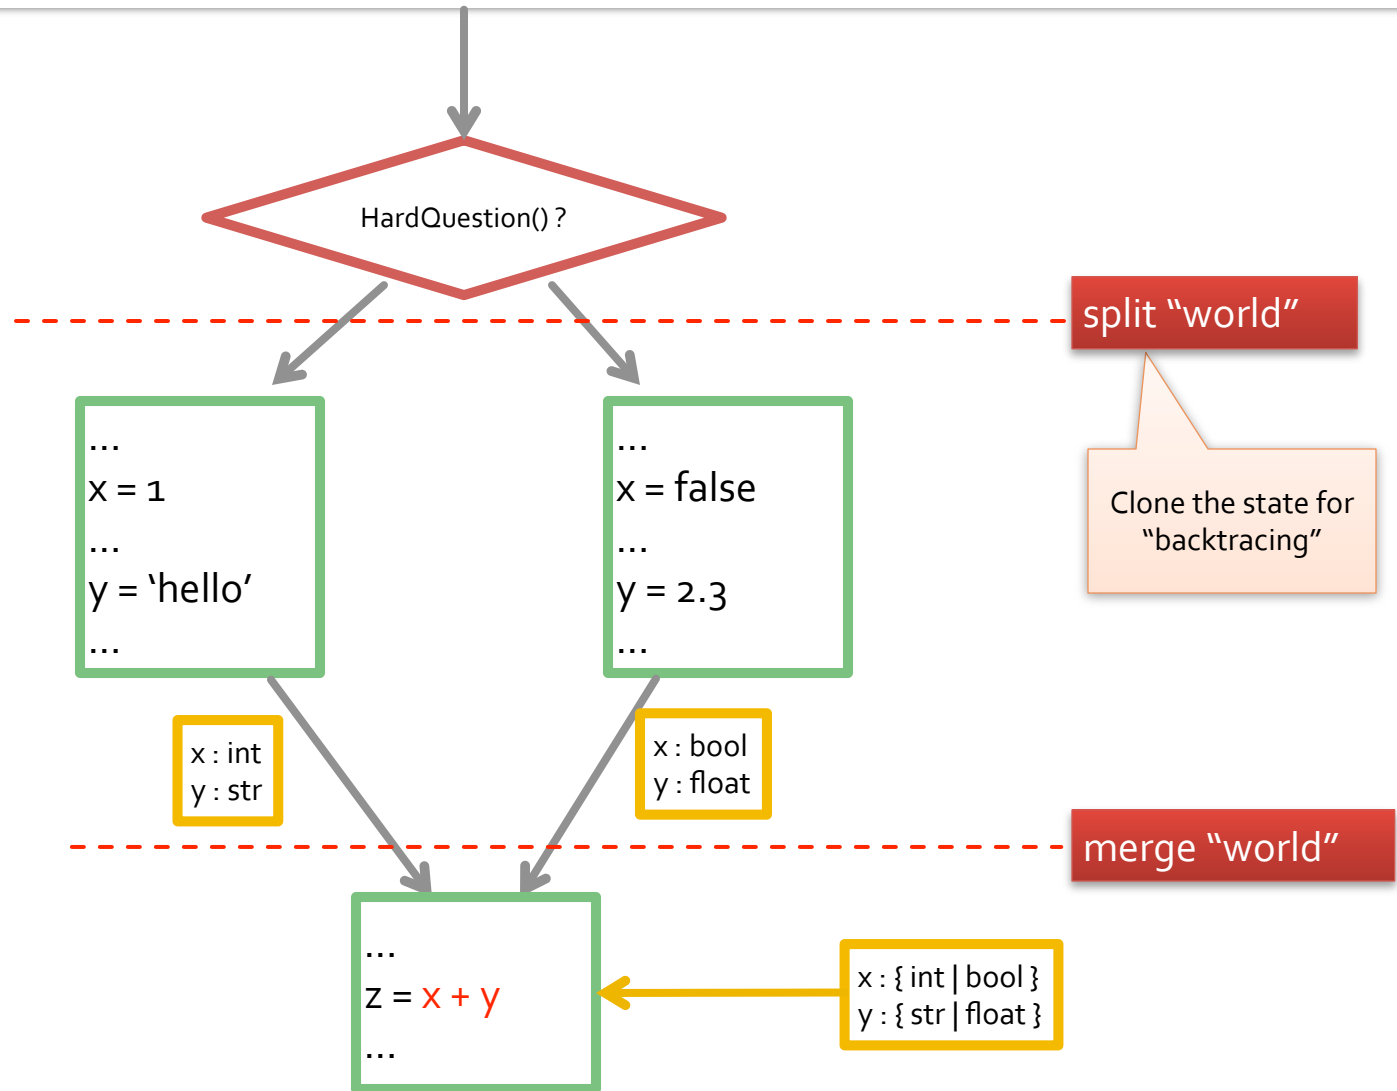 HardQuestion() ?
split “world”
Clone the state for
“backtracing”
...
x = 1
...
y = ‘hello’
...
...
x = false
...
y = 2.3
...
x : int
y : str
x : bool
y : float
merge “world”
...
z = x + y
...
x : { int | bool }
y : { str | float }